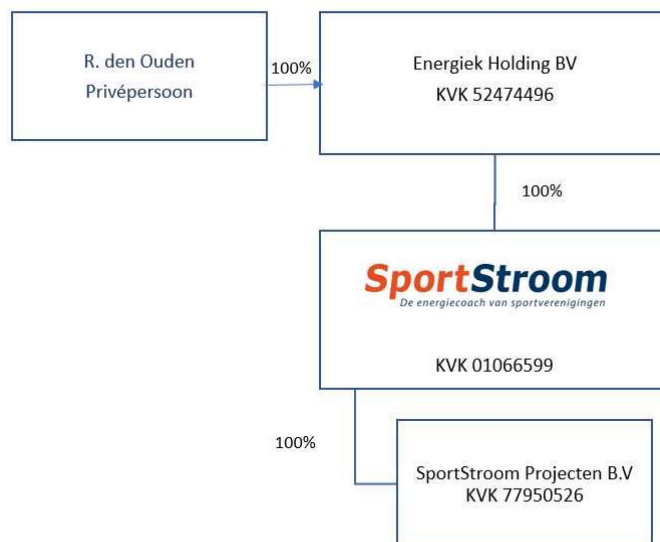 R. den Ouden
Privépersoon
100%
Energiek Holding BV
KVK 52474496
100%
SportStroom
De energiecoach van sportverenigingen
KVK 01066599
100%
SportStroom Projecten B.V
KVK 77950526